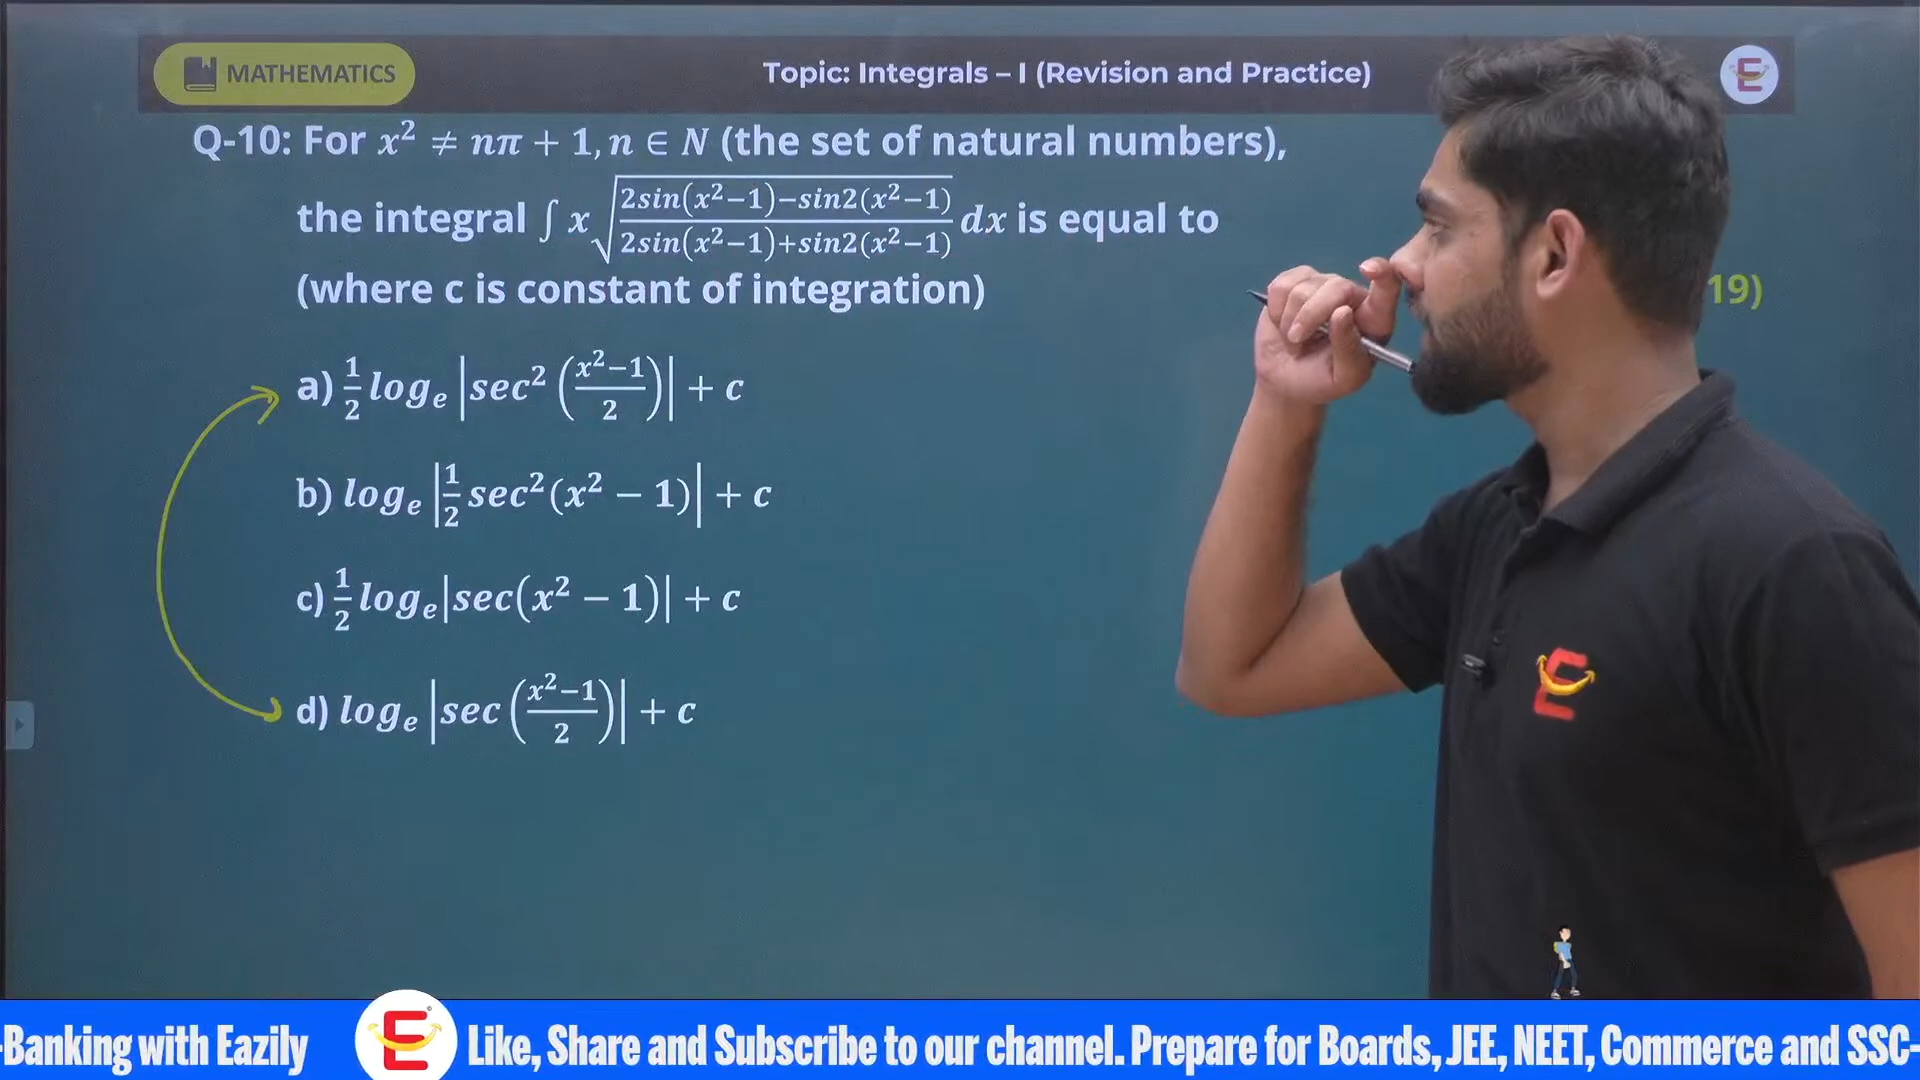 MATHEMATICS
Topic: Integrals – I (Revision and Practice)
Q-10: For x² ≠ nπ + 1, n ∈ N (the set of natural numbers),
the integral ∫ x √((2sin(x²−1)−sin2(x²−1))/(2sin(x²−1)+sin2(x²−1))) dx is equal to
(where c is constant of integration)
19)
a) 1/2 logₑ |sec² ((x²−1)/2)| + c
b) logₑ |1/2 sec²(x² − 1)| + c
c) 1/2 logₑ|sec(x² − 1)| + c
d) logₑ |sec ((x²−1)/2)| + c
-Banking with Eazily
Like, Share and Subscribe to our channel. Prepare for Boards, JEE, NEET, Commerce and SSC-